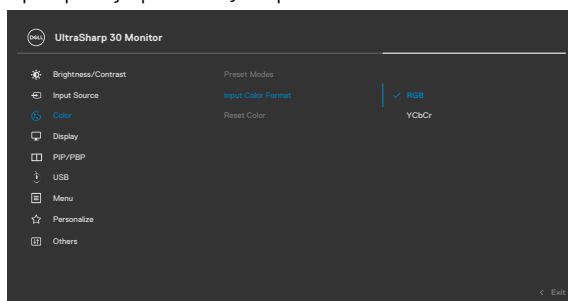 DELL UltraSharp 30 Monitor
Brightness/Contrast Preset Modes
Input Source Input Color Format RGB
Color Reset Color YCbCr
Display
PIP/PBP
USB
Menu
Personalize
Others
Exit